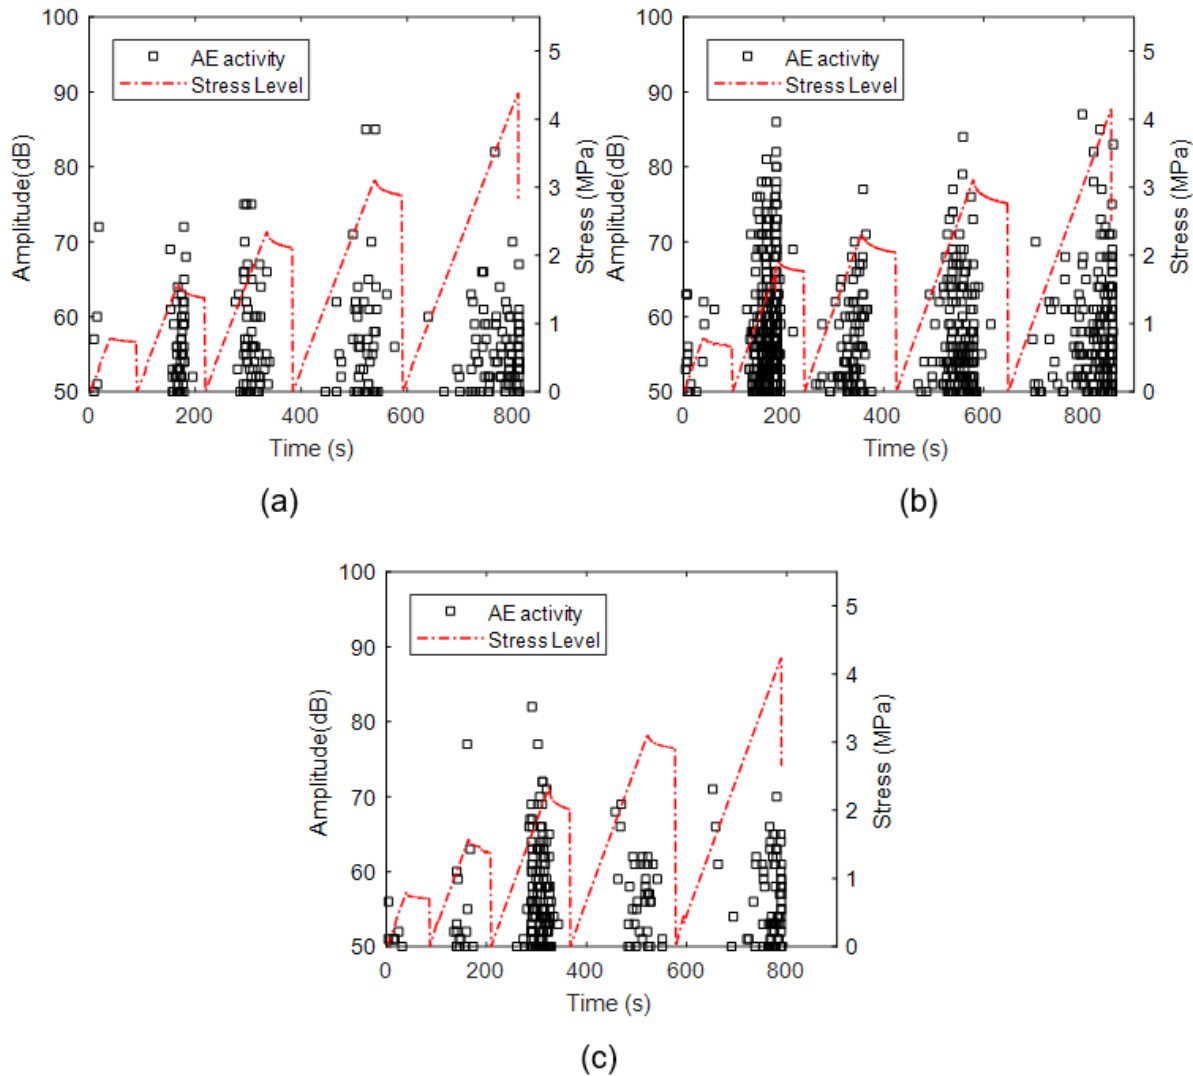 100
90
80
70
60
50
Amplitude(dB)
AE activity
Stress Level
5
4
3
2
1
0
Stress (MPa)
0 200 400 600 800
Time (s)
(a)
100
90
80
70
60
50
Amplitude(dB)
AE activity
Stress Level
5
4
3
2
1
0
Stress (MPa)
0 200 400 600 800
Time (s)
(b)
100
90
80
70
60
50
Amplitude(dB)
AE activity
Stress Level
5
4
3
2
1
0
Stress (MPa)
0 200 400 600 800
Time (s)
(c)